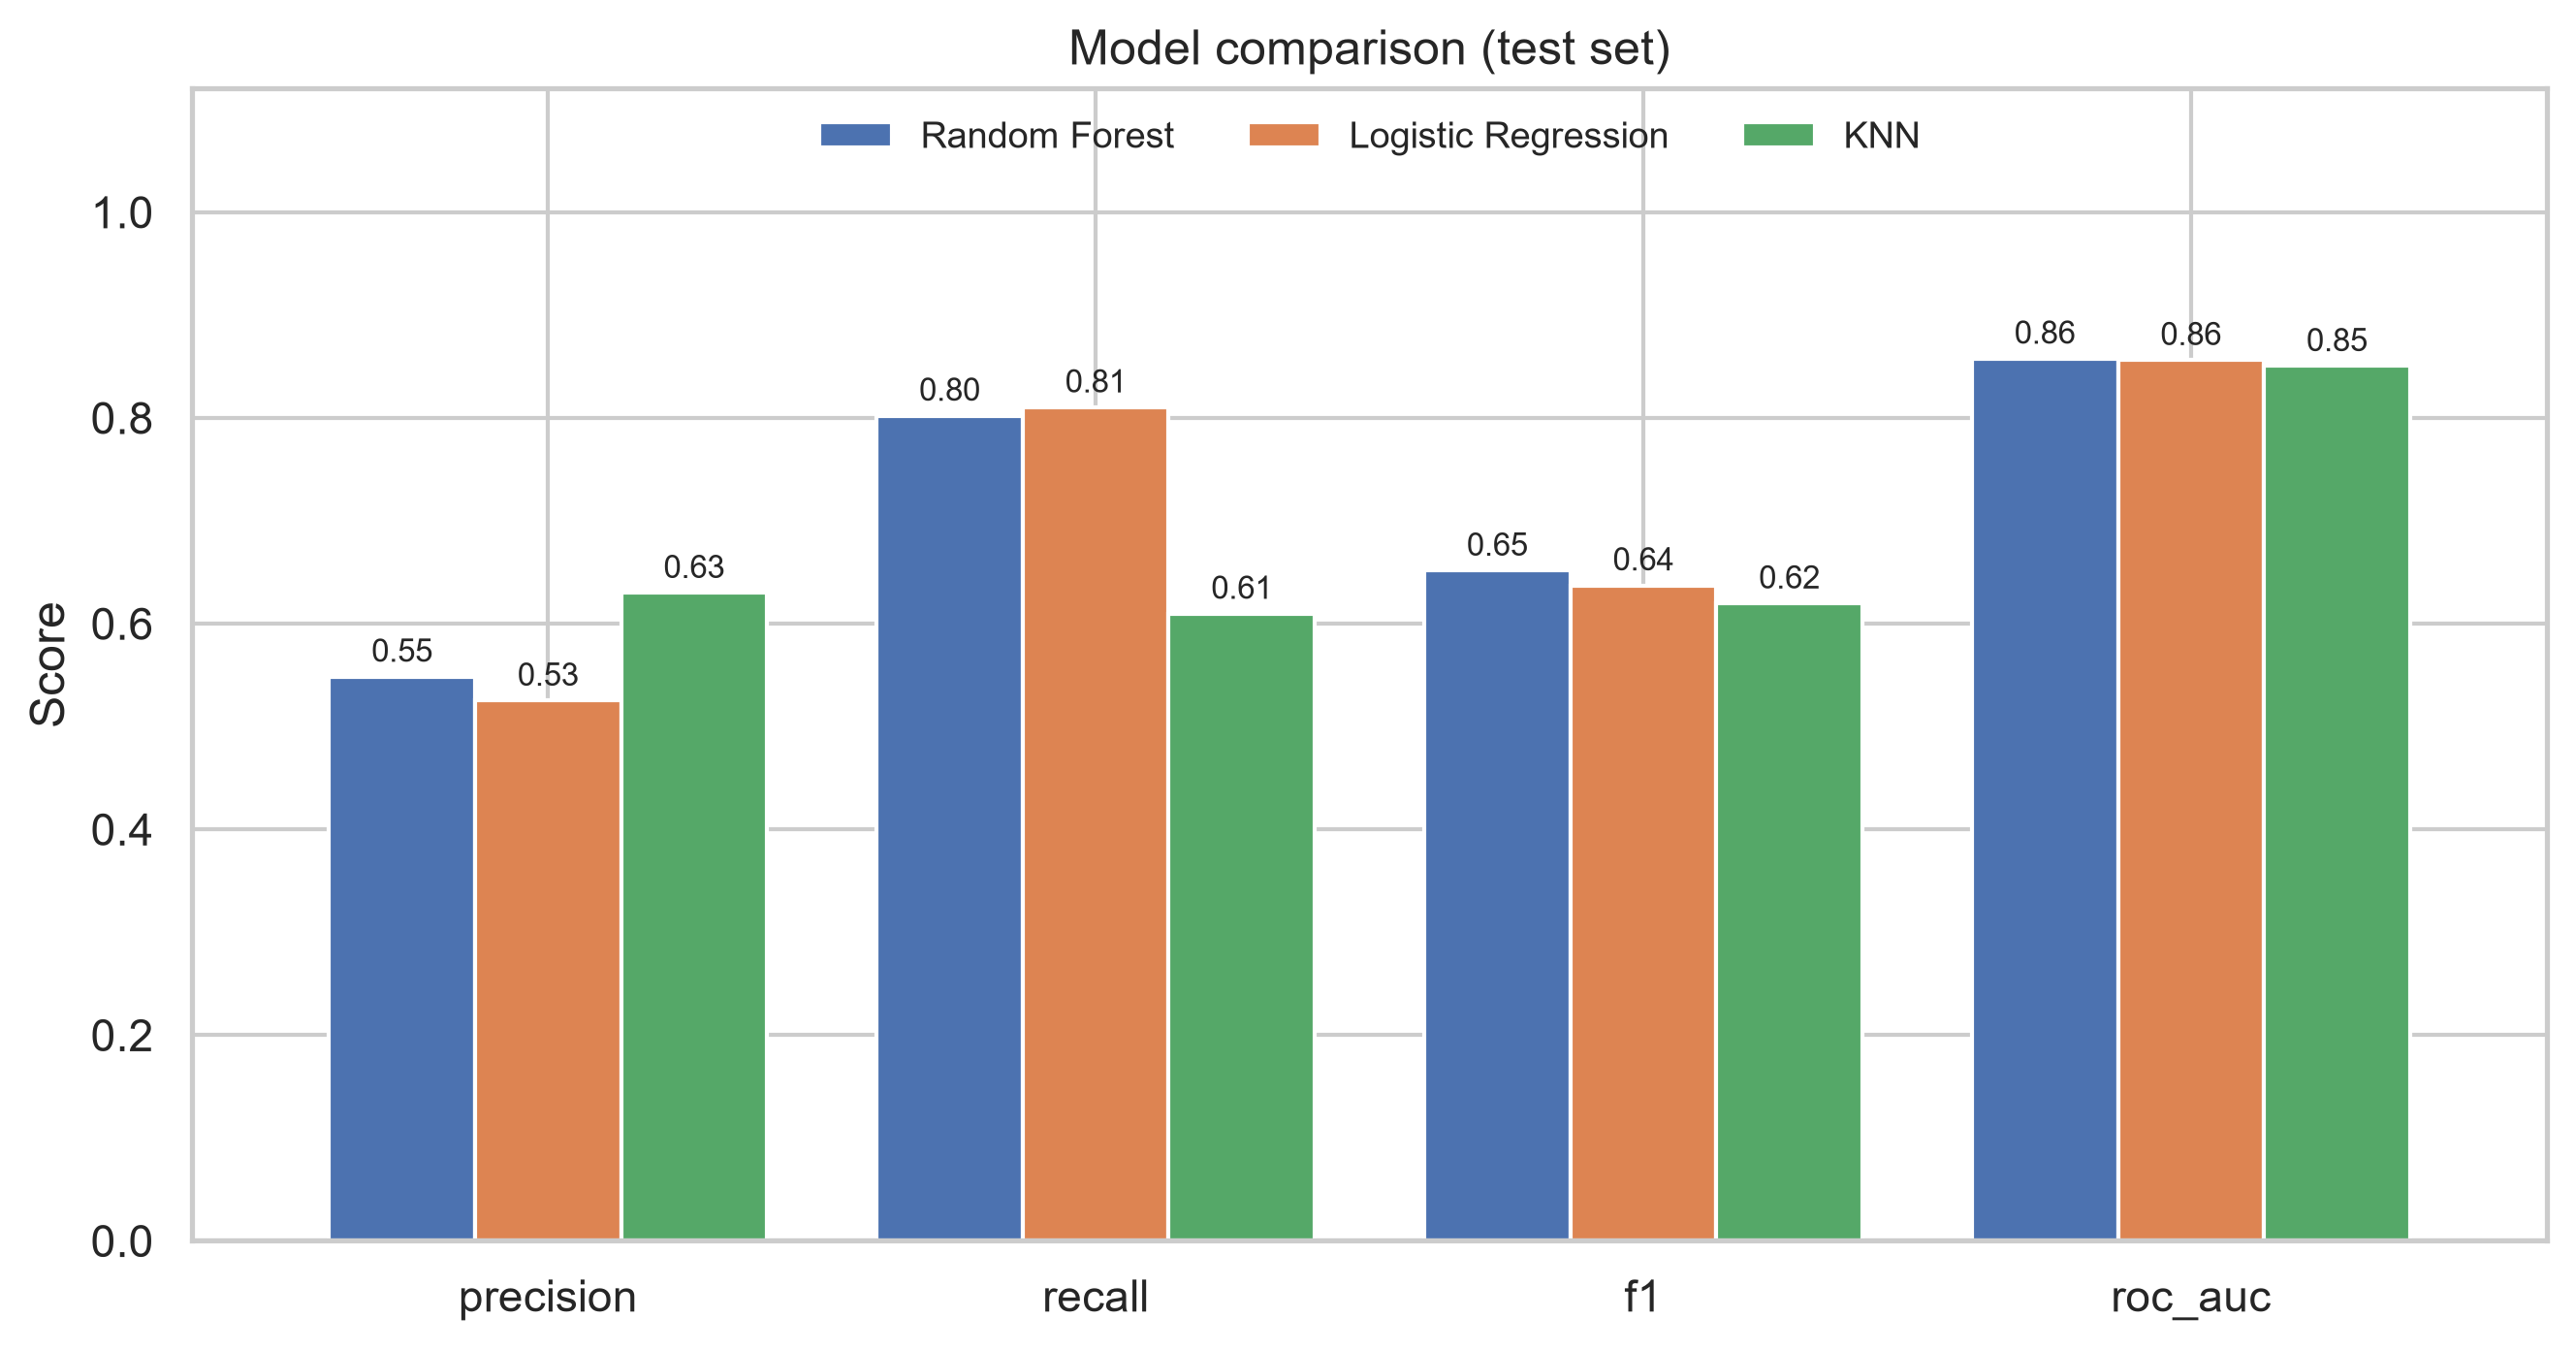 Model comparison (test set)
Random Forest Logistic Regression KNN
Score
1.0
0.8
0.6
0.4
0.2
0.0
0.55 0.53 0.63
0.80 0.81 0.61
0.65 0.64 0.62
0.86 0.86 0.85
precision recall f1 roc_auc